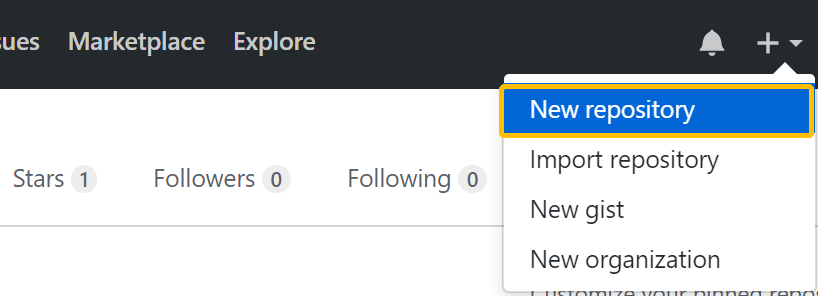 sues Marketplace Explore
New repository
Import repository
New gist
New organization
Stars 1 Followers 0 Following 0